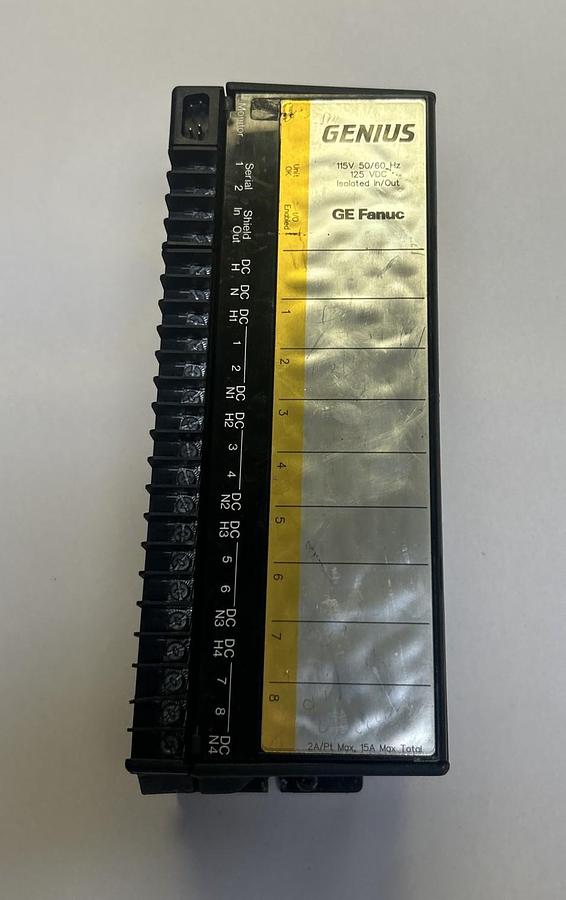 GENIUS
115V 50/60 Hz
125 VDC
Isolated In/Out
GE Fanuc
Unit
OK
I/O
Enabled
1
2
3
4
5
6
7
8
2A/Pt Max, 15A Max Total
Monitor
Serial
1 2
Shield
In Out
DC
H
DC
N
DC
H1
1
2
DC
N1
DC
H2
3
4
DC
N2
DC
H3
5
6
DC
N3
DC
H4
7
8
DC
N4